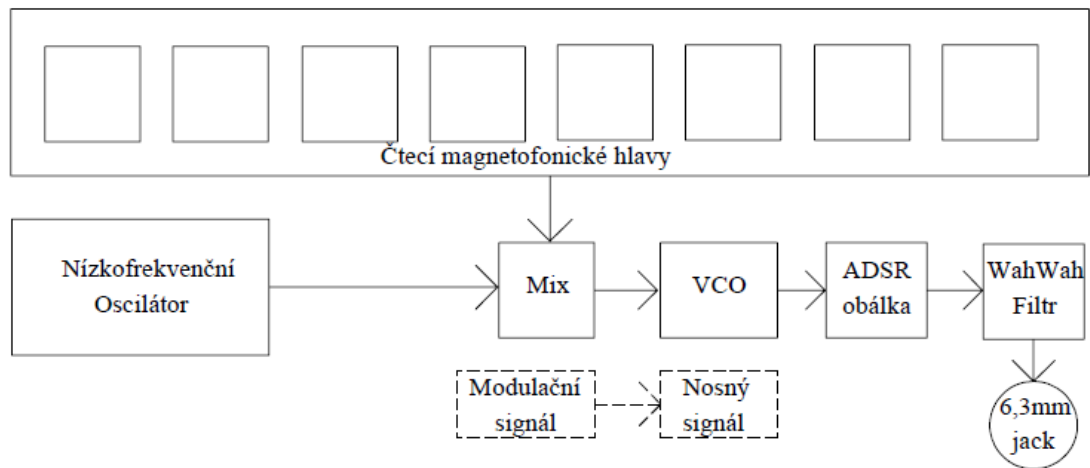 Čtecí magnetofonické hlavy
Nízkofrekvenční
Oscilátor
Mix
VCO
ADSR
obálka
WahWah
Filtr
Modulační
signál
Nosný
signál
6,3mm
jack